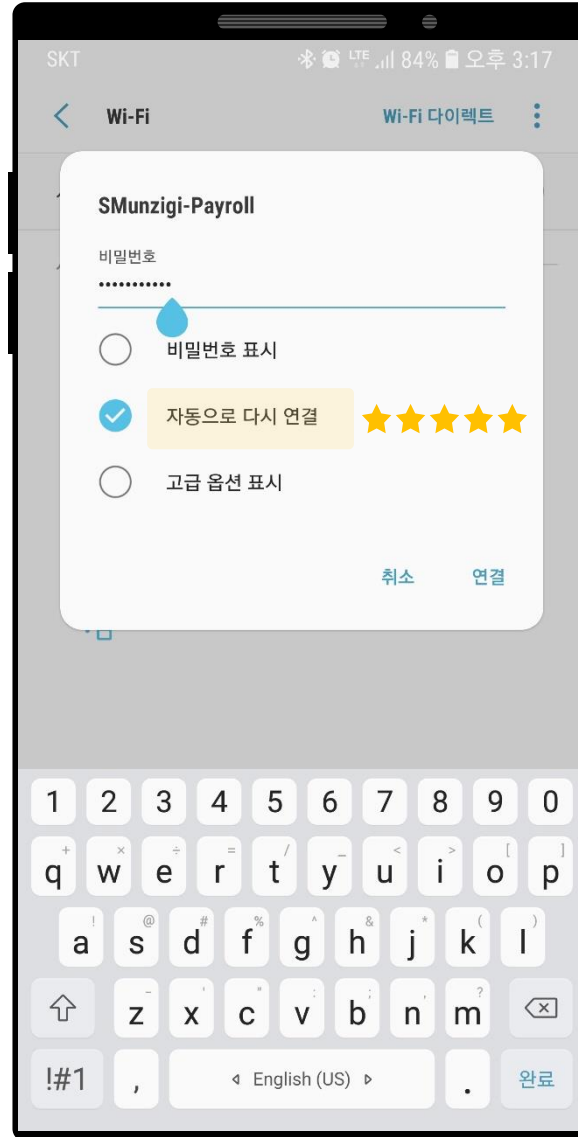 SKT LTE 84% 오후 3:17
Wi-Fi Wi-Fi 다이렉트
SMunzigi-Payroll
비밀번호
•••••••••••
비밀번호 표시
자동으로 다시 연결
고급 옵션 표시
취소 연결
1 2 3 4 5 6 7 8 9 0
+ × ÷ = / _ < > [ ]
q w e r t y u i o p
! @ # % ^ & * ( )
a s d f g h j k l
- ' " : ; , ?
z x c v b n m
!#1 , English (US) . 완료